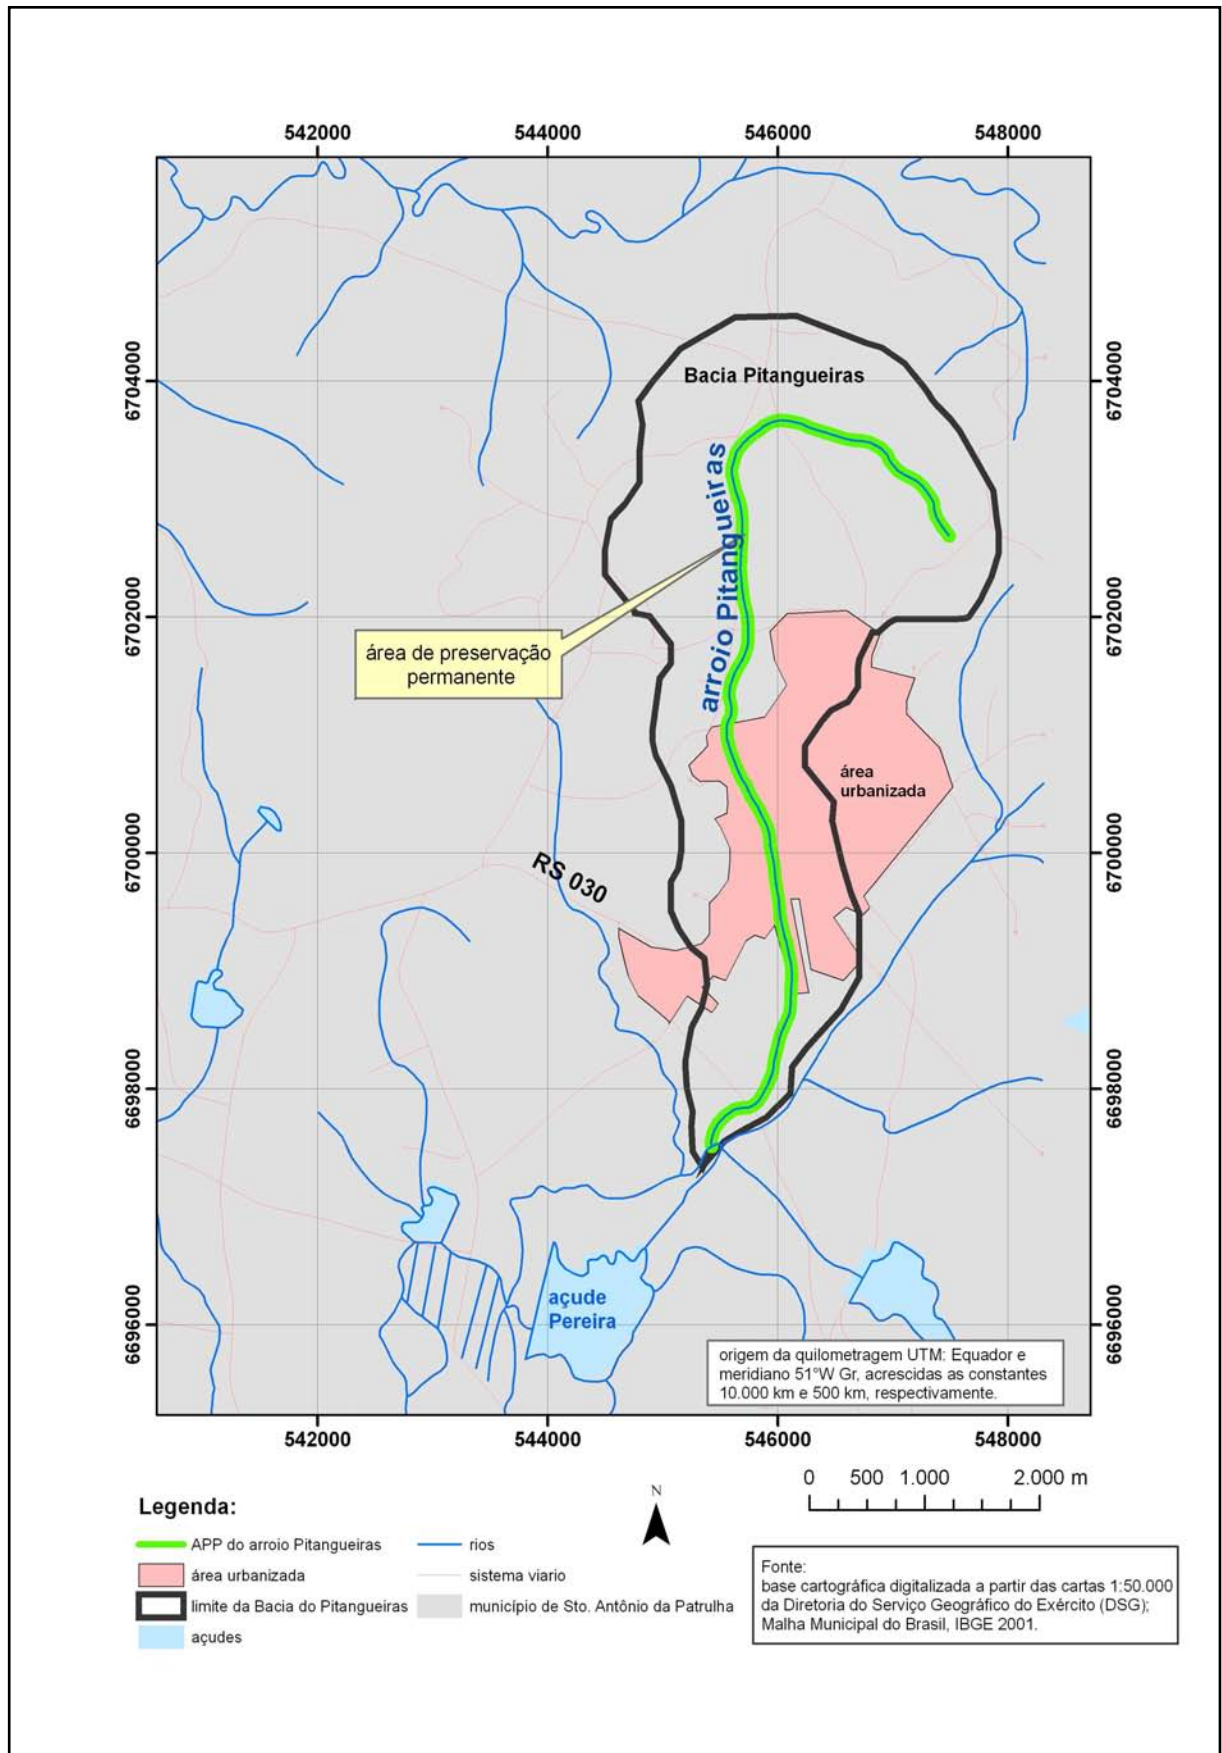 542000 544000 546000 548000
6704000 6704000
Bacia Pitangueiras
arroio Pitangueiras
6702000 6702000
área de preservação
permanente
área
urbanizada
6700000 6700000
RS 030
6698000 6698000
açude
Pereira
6696000 6696000
origem da quilometragem UTM: Equador e
meridiano 51°W Gr, acrescidas as constantes
10.000 km e 500 km, respectivamente.
542000 544000 546000 548000
0 500 1.000 2.000 m
N
Legenda:
APP do arroio Pitangueiras
área urbanizada
limite da Bacia do Pitangueiras
açudes
rios
sistema viario
município de Sto. Antônio da Patrulha
Fonte:
base cartográfica digitalizada a partir das cartas 1:50.000
da Diretoria do Serviço Geográfico do Exército (DSG);
Malha Municipal do Brasil, IBGE 2001.